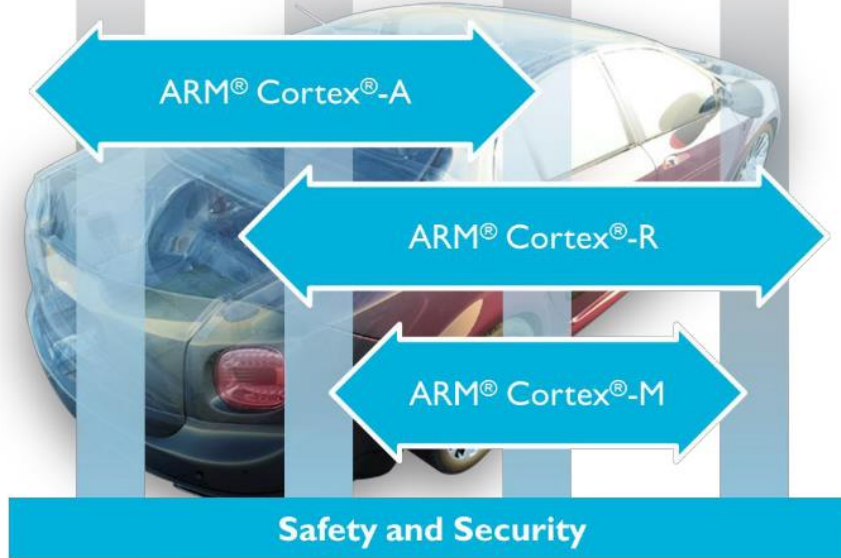 ARM® Cortex®-A
ARM® Cortex®-R
ARM® Cortex®-M
Safety and Security